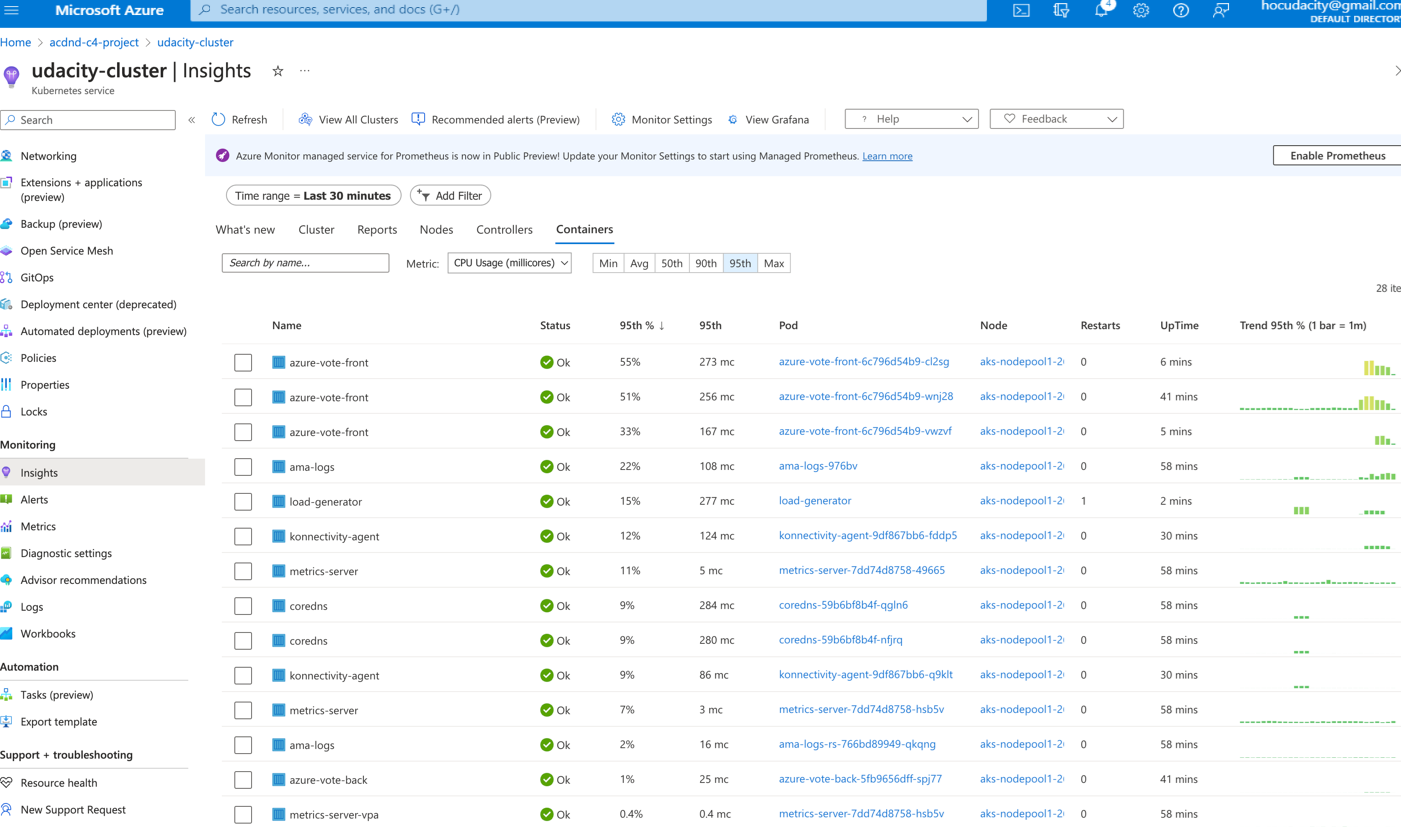 Microsoft Azure
Search resources, services, and docs (G+/)
4
hocudacity@gmail.com
DEFAULT DIRECTORY
Home > acdnd-c4-project > udacity-cluster
udacity-cluster | Insights
Kubernetes service
Search
Refresh
View All Clusters
Recommended alerts (Preview)
Monitor Settings
View Grafana
Help
Feedback
Azure Monitor managed service for Prometheus is now in Public Preview! Update your Monitor Settings to start using Managed Prometheus. Learn more
Enable Prometheus
Networking
Extensions + applications
(preview)
Backup (preview)
Open Service Mesh
GitOps
Deployment center (deprecated)
Automated deployments (preview)
Policies
Properties
Locks
Monitoring
Insights
Alerts
Metrics
Diagnostic settings
Advisor recommendations
Logs
Workbooks
Automation
Tasks (preview)
Export template
Support + troubleshooting
Resource health
New Support Request
Time range = Last 30 minutes
Add Filter
What's new Cluster Reports Nodes Controllers Containers
Search by name...
Metric: CPU Usage (millicores)
Min Avg 50th 90th 95th Max
28 ite
Name Status 95th % ↓ 95th Pod Node Restarts UpTime Trend 95th % (1 bar = 1m)
azure-vote-front Ok 55% 273 mc azure-vote-front-6c796d54b9-cl2sg aks-nodepool1-2 0 6 mins
azure-vote-front Ok 51% 256 mc azure-vote-front-6c796d54b9-wnj28 aks-nodepool1-2 0 41 mins
azure-vote-front Ok 33% 167 mc azure-vote-front-6c796d54b9-vwzvf aks-nodepool1-2 0 5 mins
ama-logs Ok 22% 108 mc ama-logs-976bv aks-nodepool1-2 0 58 mins
load-generator Ok 15% 277 mc load-generator aks-nodepool1-2 1 2 mins
konnectivity-agent Ok 12% 124 mc konnectivity-agent-9df867bb6-fddp5 aks-nodepool1-2 0 30 mins
metrics-server Ok 11% 5 mc metrics-server-7dd74d8758-49665 aks-nodepool1-2 0 58 mins
coredns Ok 9% 284 mc coredns-59b6bf8b4f-qgln6 aks-nodepool1-2 0 58 mins
coredns Ok 9% 280 mc coredns-59b6bf8b4f-nfjrq aks-nodepool1-2 0 58 mins
konnectivity-agent Ok 9% 86 mc konnectivity-agent-9df867bb6-q9klt aks-nodepool1-2 0 30 mins
metrics-server Ok 7% 3 mc metrics-server-7dd74d8758-hsb5v aks-nodepool1-2 0 58 mins
ama-logs Ok 2% 16 mc ama-logs-rs-766bd89949-qkqng aks-nodepool1-2 0 58 mins
azure-vote-back Ok 1% 25 mc azure-vote-back-5fb9656dff-spj77 aks-nodepool1-2 0 41 mins
metrics-server-vpa Ok 0.4% 0.4 mc metrics-server-7dd74d8758-hsb5v aks-nodepool1-2 0 58 mins